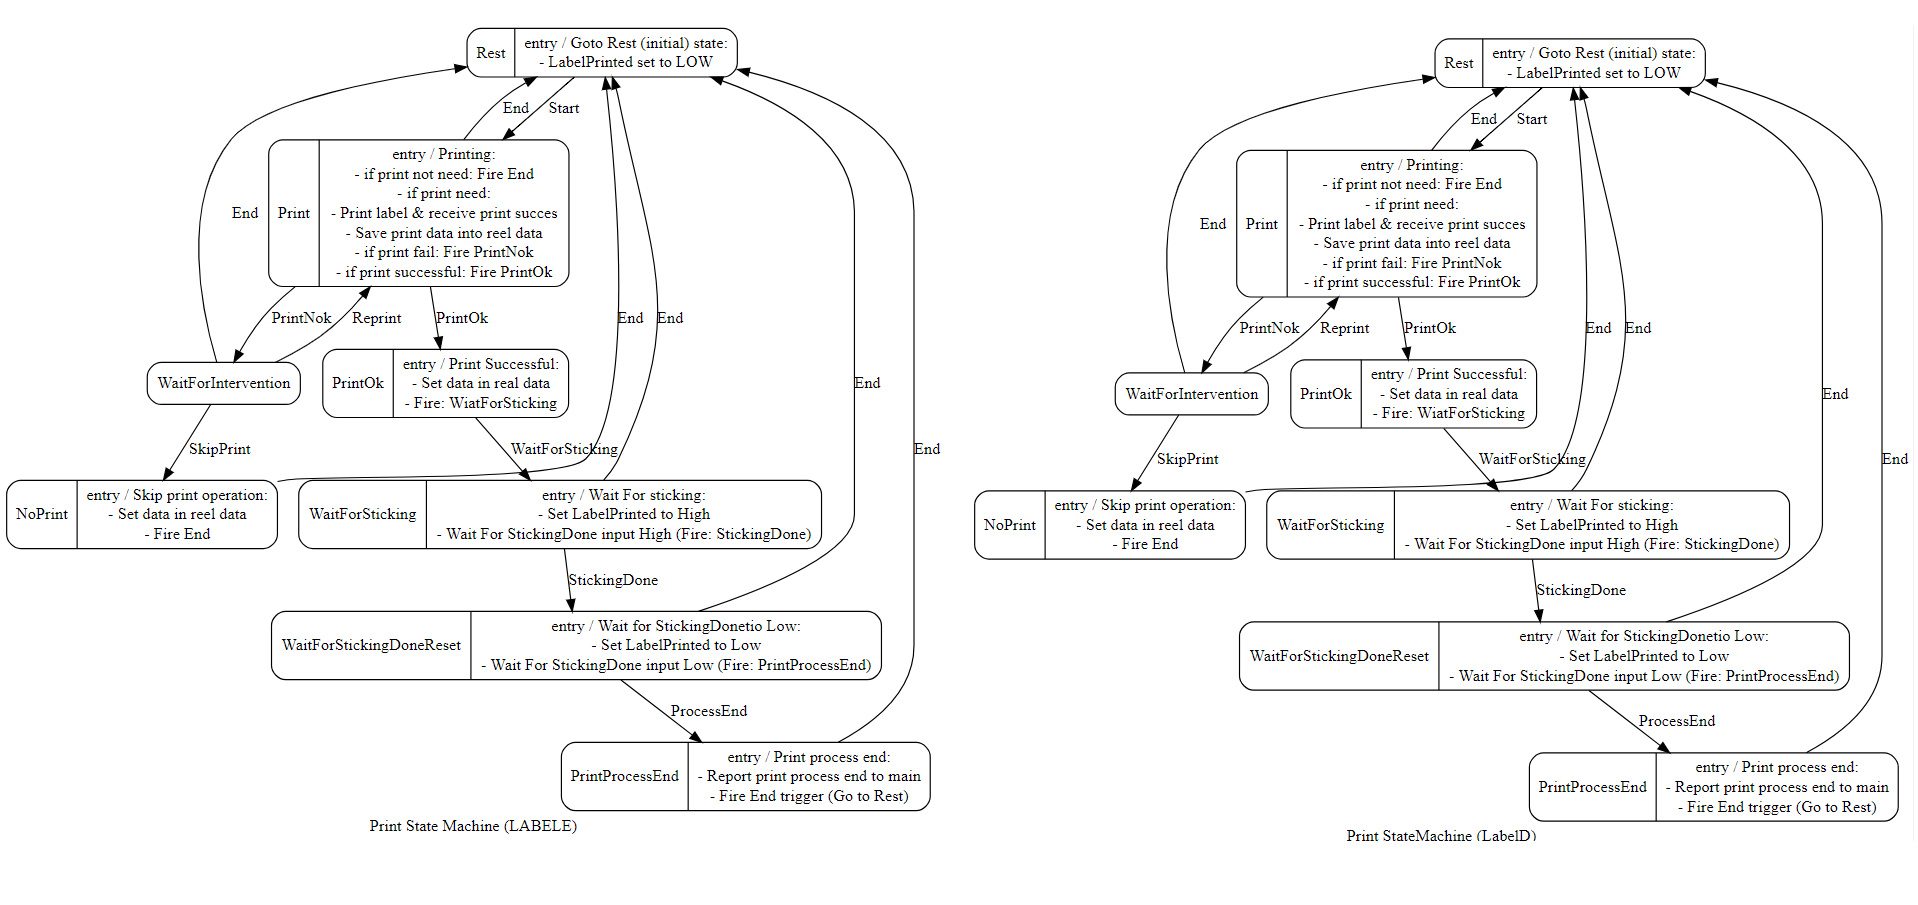 Rest
entry / Goto Rest (initial) state:
- LabelPrinted set to LOW
End
Start
Print
entry / Printing:
- if print not need: Fire End
- if print need:
- Print label & receive print succes
- Save print data into reel data
- if print fail: Fire PrintNok
- if print successful: Fire PrintOk
End
PrintNok
Reprint
PrintOk
End
End
WaitForIntervention
PrintOk
entry / Print Successful:
- Set data in real data
- Fire: WiatForSticking
End
SkipPrint
WaitForSticking
End
NoPrint
entry / Skip print operation:
- Set data in reel data
- Fire End
WaitForSticking
entry / Wait For sticking:
- Set LabelPrinted to High
- Wait For StickingDone input High (Fire: StickingDone)
StickingDone
WaitForStickingDoneReset
entry / Wait for StickingDonetio Low:
- Set LabelPrinted to Low
- Wait For StickingDone input Low (Fire: PrintProcessEnd)
ProcessEnd
PrintProcessEnd
entry / Print process end:
- Report print process end to main
- Fire End trigger (Go to Rest)
Print State Machine (LABELE)
Rest
entry / Goto Rest (initial) state:
- LabelPrinted set to LOW
End
Start
Print
entry / Printing:
- if print not need: Fire End
- if print need:
- Print label & receive print succes
- Save print data into reel data
- if print fail: Fire PrintNok
- if print successful: Fire PrintOk
End
PrintNok
Reprint
PrintOk
End
End
WaitForIntervention
PrintOk
entry / Print Successful:
- Set data in real data
- Fire: WiatForSticking
End
SkipPrint
WaitForSticking
End
NoPrint
entry / Skip print operation:
- Set data in reel data
- Fire End
WaitForSticking
entry / Wait For sticking:
- Set LabelPrinted to High
- Wait For StickingDone input High (Fire: StickingDone)
StickingDone
WaitForStickingDoneReset
entry / Wait for StickingDonetio Low:
- Set LabelPrinted to Low
- Wait For StickingDone input Low (Fire: PrintProcessEnd)
ProcessEnd
PrintProcessEnd
entry / Print process end:
- Report print process end to main
- Fire End trigger (Go to Rest)
Print StateMachine (LabelD)